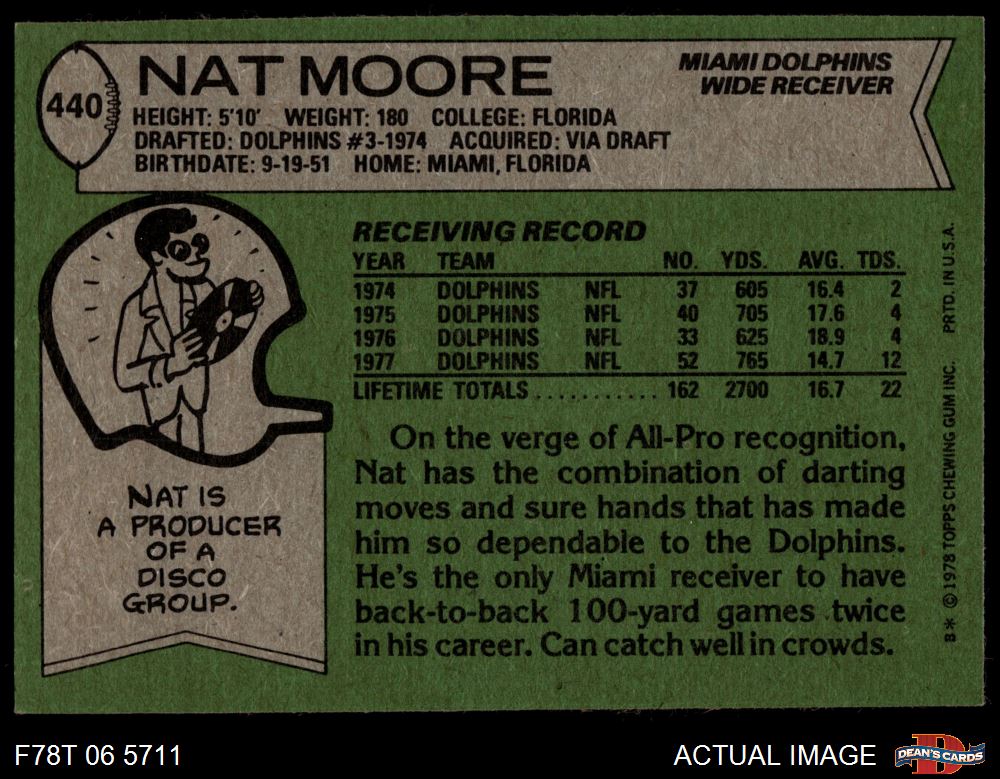 440
NAT MOORE
MIAMI DOLPHINS
WIDE RECEIVER
HEIGHT: 5'10' WEIGHT: 180 COLLEGE: FLORIDA
DRAFTED: DOLPHINS #3-1974 ACQUIRED: VIA DRAFT
BIRTHDATE: 9-19-51 HOME: MIAMI, FLORIDA
RECEIVING RECORD
YEAR TEAM NO. YDS. AVG. TDS.
1974 DOLPHINS NFL 37 605 16.4 2
1975 DOLPHINS NFL 40 705 17.6 4
1976 DOLPHINS NFL 33 625 18.9 4
1977 DOLPHINS NFL 52 765 14.7 12
LIFETIME TOTALS ........... 162 2700 16.7 22
On the verge of All-Pro recognition,
Nat has the combination of darting
moves and sure hands that has made
him so dependable to the Dolphins.
He's the only Miami receiver to have
back-to-back 100-yard games twice
in his career. Can catch well in crowds.
NAT IS
A PRODUCER
OF A
DISCO
GROUP.
B* © 1978 TOPPS CHEWING GUM INC. PRTD. IN U.S.A.
F78T 06 5711
ACTUAL IMAGE
D
DEAN'S CARDS